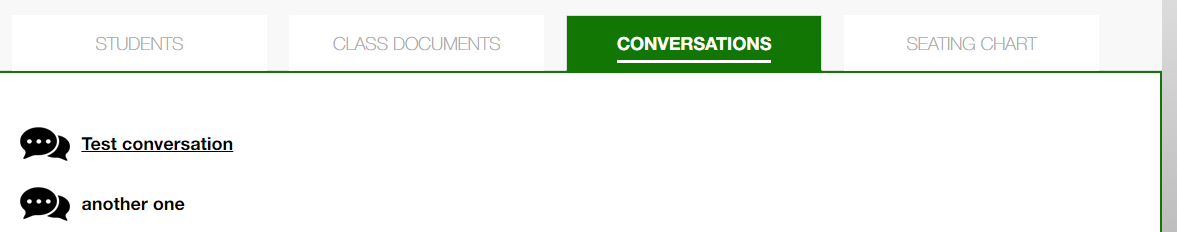 STUDENTS CLASS DOCUMENTS CONVERSATIONS SEATING CHART
Test conversation
another one